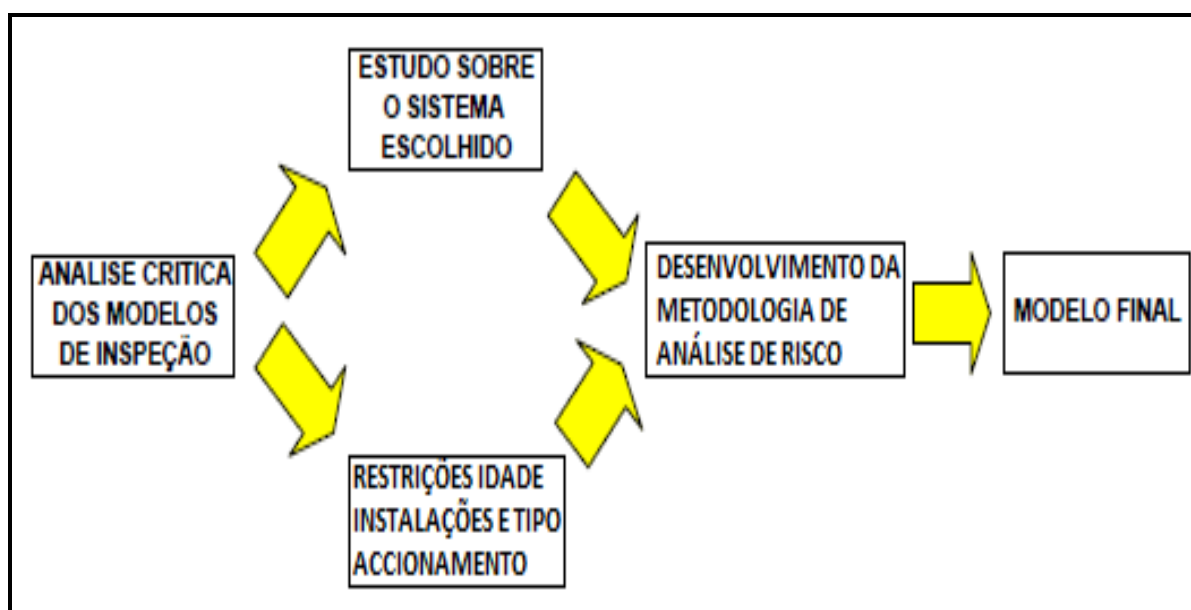 ESTUDO SOBRE
O SISTEMA
ESCOLHIDO
ANALISE CRITICA
DOS MODELOS
DE INSPEÇÃO
DESENVOLVIMENTO DA
METODOLOGIA DE
ANÁLISE DE RISCO
MODELO FINAL
RESTRIÇÕES IDADE
INSTALAÇÕES E TIPO
ACCIONAMENTO